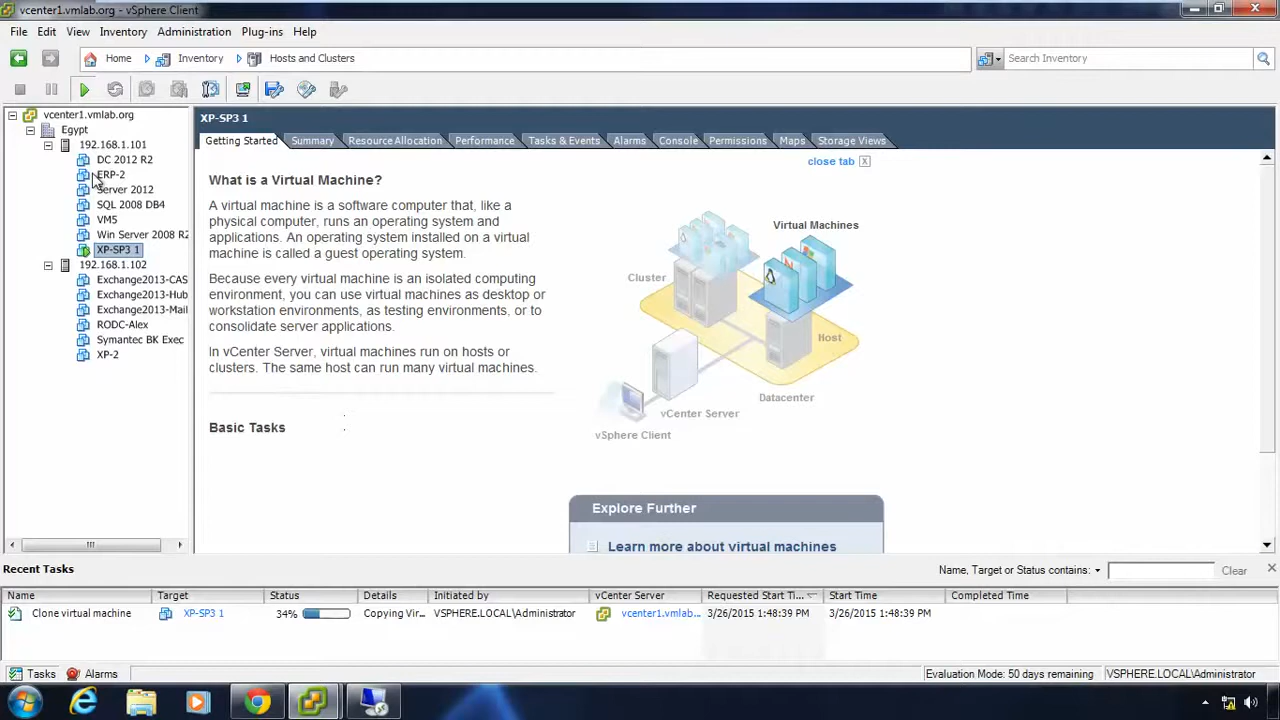 vcenter1.vmlab.org - vSphere Client
File Edit View Inventory Administration Plug-ins Help
Home Inventory Hosts and Clusters Search Inventory
vcenter1.vmlab.org
Egypt
192.168.1.101
DC 2012 R2
ERP-2
Server 2012
SQL 2008 DB4
VM5
Win Server 2008 R2
XP-SP3 1
192.168.1.102
Exchange2013-CAS
Exchange2013-Hub
Exchange2013-Mail
RODC-Alex
Symantec BK Exec
XP-2
XP-SP3 1
Getting Started Summary Resource Allocation Performance Tasks & Events Alarms Console Permissions Maps Storage Views
close tab X
What is a Virtual Machine?
A virtual machine is a software computer that, like a
physical computer, runs an operating system and
applications. An operating system installed on a virtual
machine is called a guest operating system.
Because every virtual machine is an isolated computing
environment, you can use virtual machines as desktop or
workstation environments, as testing environments, or to
consolidate server applications.
In vCenter Server, virtual machines run on hosts or
clusters. The same host can run many virtual machines.
Basic Tasks
Virtual Machines
Cluster
Host
Datacenter
vCenter Server
vSphere Client
Explore Further
Learn more about virtual machines
Recent Tasks
Name, Target or Status contains: Clear
Name Target Status Details Initiated by vCenter Server Requested Start Ti... Start Time Completed Time
Clone virtual machine XP-SP3 1 34% Copying Vir... VSPHERE.LOCAL\Administrator vcenter1.vmlab... 3/26/2015 1:48:39 PM 3/26/2015 1:48:39 PM
Tasks Alarms Evaluation Mode: 50 days remaining VSPHERE.LOCAL\Administrator